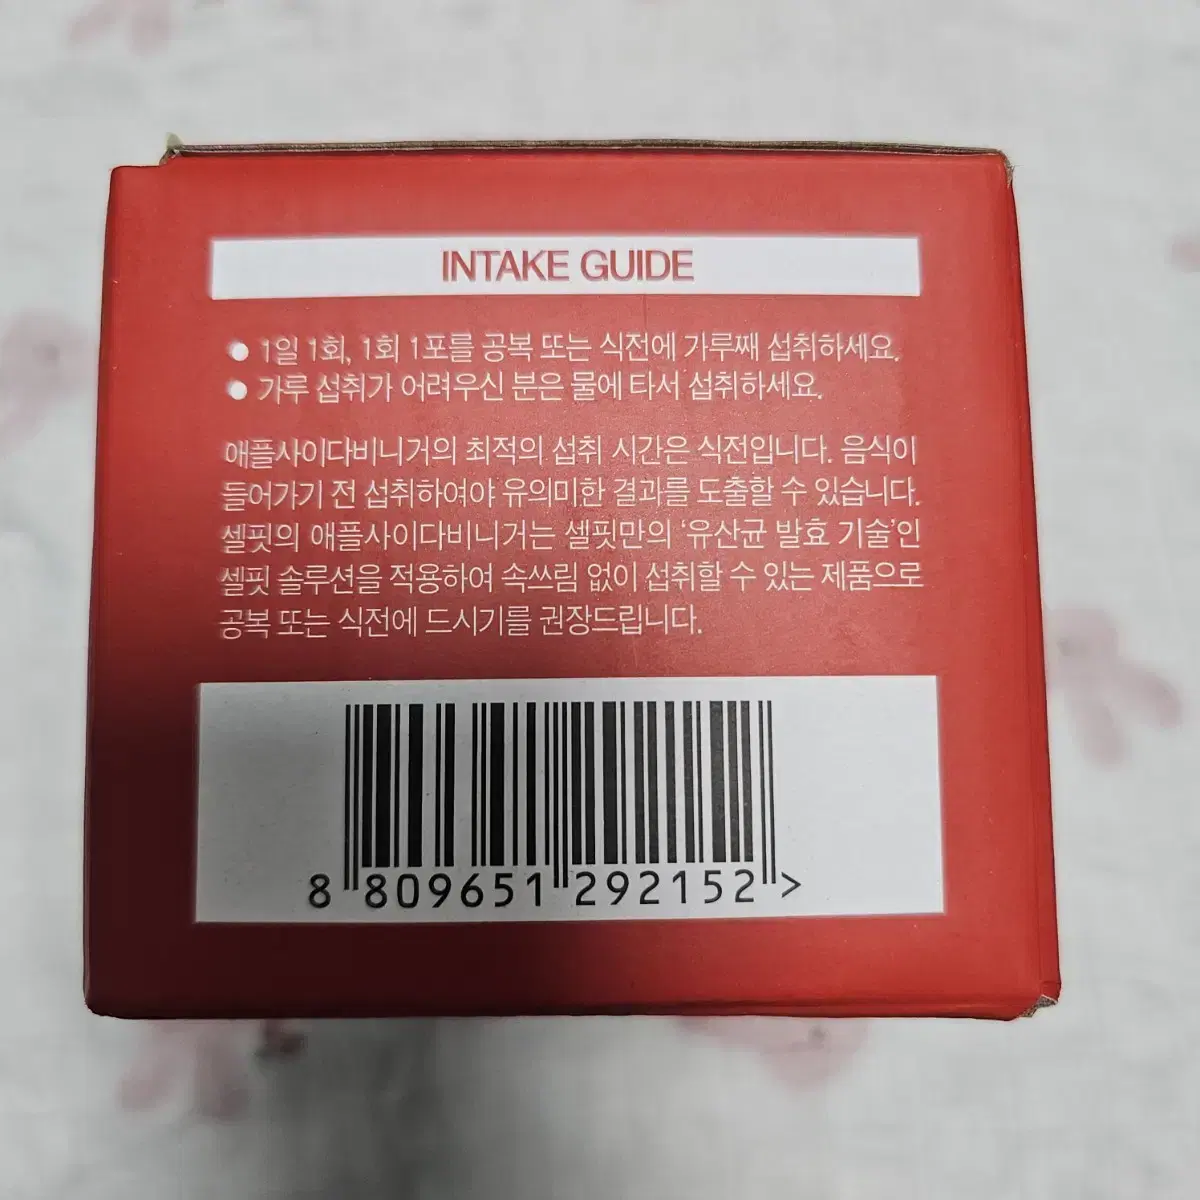 INTAKE GUIDE
● 1일 1회, 1회 1포를 공복 또는 식전에 가루째 섭취하세요.
● 가루 섭취가 어려우신 분은 물에 타서 섭취하세요.
애플사이다비니거의 최적의 섭취 시간은 식전입니다. 음식이
들어가기 전 섭취하여야 유의미한 결과를 도출할 수 있습니다.
셀핏의 애플사이다비니거는 셀핏만의 '유산균 발효 기술'인
셀핏 솔루션을 적용하여 속쓰림 없이 섭취할 수 있는 제품으로
공복 또는 식전에 드시기를 권장드립니다.
8 809651 292152 >